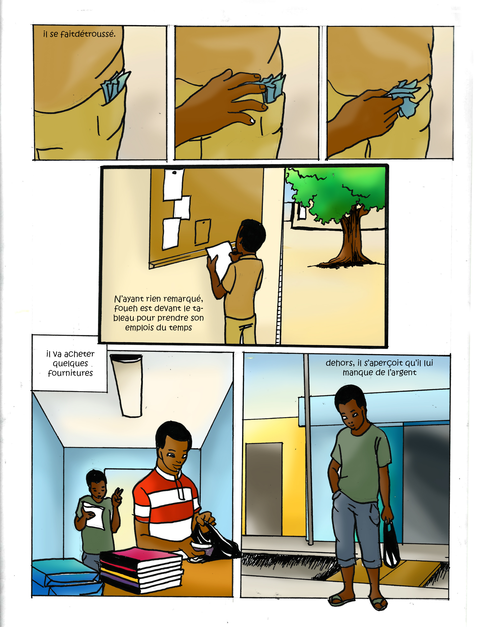 il se faitdétroussé.
N'ayant rien remarqué,
foueh est devant le ta-
bleau pour prendre son
emplois du temps
il va acheter
quelques
fournitures
dehors, il s'aperçoit qu'il lui
manque de l'argent